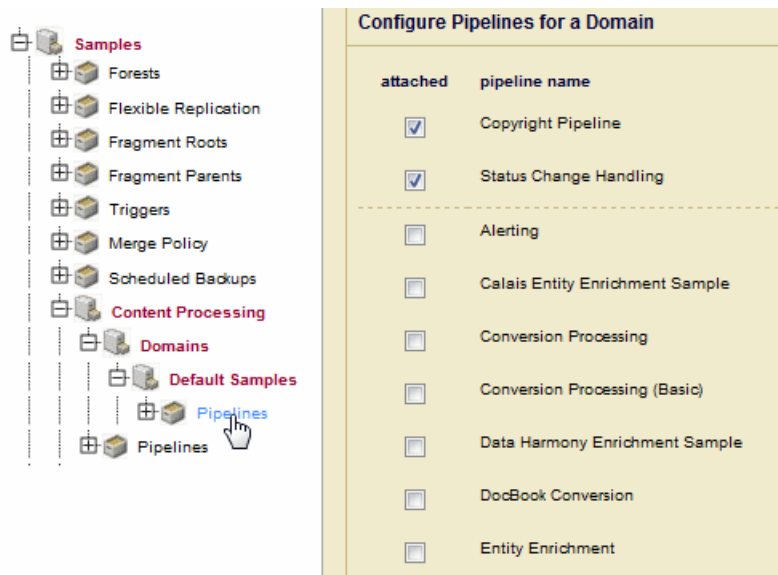 Samples
Forests
Flexible Replication
Fragment Roots
Fragment Parents
Triggers
Merge Policy
Scheduled Backups
Content Processing
Domains
Default Samples
Pipelines
Pipelines
Configure Pipelines for a Domain
attached pipeline name
Copyright Pipeline
Status Change Handling
Alerting
Calais Entity Enrichment Sample
Conversion Processing
Conversion Processing (Basic)
Data Harmony Enrichment Sample
DocBook Conversion
Entity Enrichment